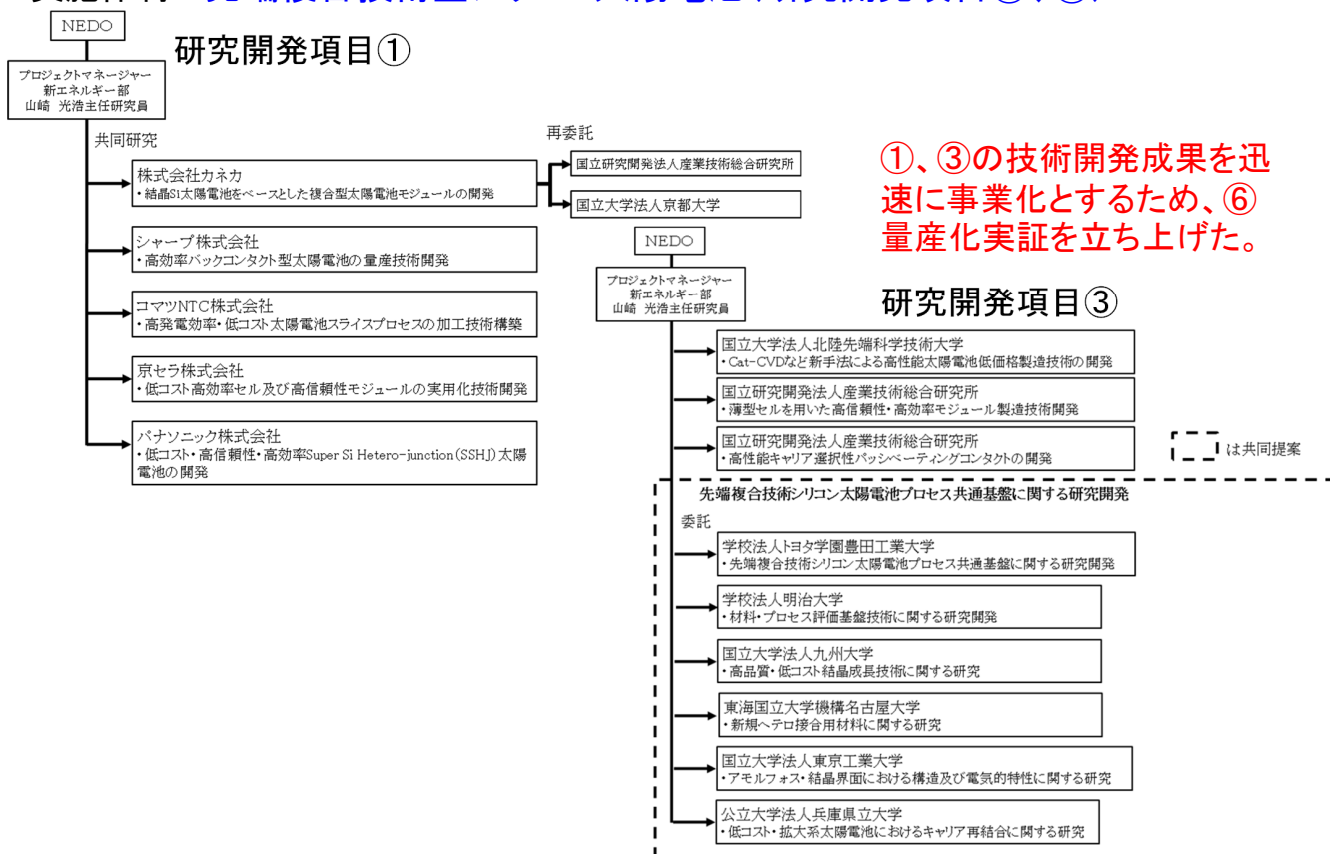 NEDO
研究開発項目①
プロジェクトマネージャー
新エネルギー部
山崎 光浩主任研究員
共同研究
株式会社カネカ
・結晶Si太陽電池をベースとした複合型太陽電池モジュールの開発
再委託
国立研究開発法人産業技術総合研究所
国立大学法人京都大学
シャープ株式会社
・高効率バックコンタクト型太陽電池の量産技術開発
コマツNTC株式会社
・高発電効率・低コスト太陽電池スライスプロセスの加工技術構築
京セラ株式会社
・低コスト高効率セル及び高信頼性モジュールの実用化技術開発
パナソニック株式会社
・低コスト・高信頼性・高効率Super Si Hetero-junction(SSHJ)太陽
電池の開発
①、③の技術開発成果を迅
速に事業化とするため、⑥
量産化実証を立ち上げた。
NEDO
プロジェクトマネージャー
新エネルギー部
山崎 光浩主任研究員
研究開発項目③
国立大学法人北陸先端科学技術大学
・Cat-CVDなど新手法による高性能太陽電池低価格製造技術の開発
国立研究開発法人産業技術総合研究所
・薄型セルを用いた高信頼性・高効率モジュール製造技術開発
国立研究開発法人産業技術総合研究所
・高性能キャリア選択性パッシベーティングコンタクトの開発
は共同提案
先端複合技術シリコン太陽電池プロセス共通基盤に関する研究開発
委託
学校法人トヨタ学園豊田工業大学
・先端複合技術シリコン太陽電池プロセス共通基盤に関する研究開発
学校法人明治大学
・材料・プロセス評価基盤技術に関する研究開発
国立大学法人九州大学
・高品質・低コスト結晶成長技術に関する研究
東海国立大学機構名古屋大学
・新規ヘテロ接合用材料に関する研究
国立大学法人東京工業大学
・アモルフォス・結晶界面における構造及び電気的特性に関する研究
公立大学法人兵庫県立大学
・低コスト・拡大系太陽電池におけるキャリア再結合に関する研究